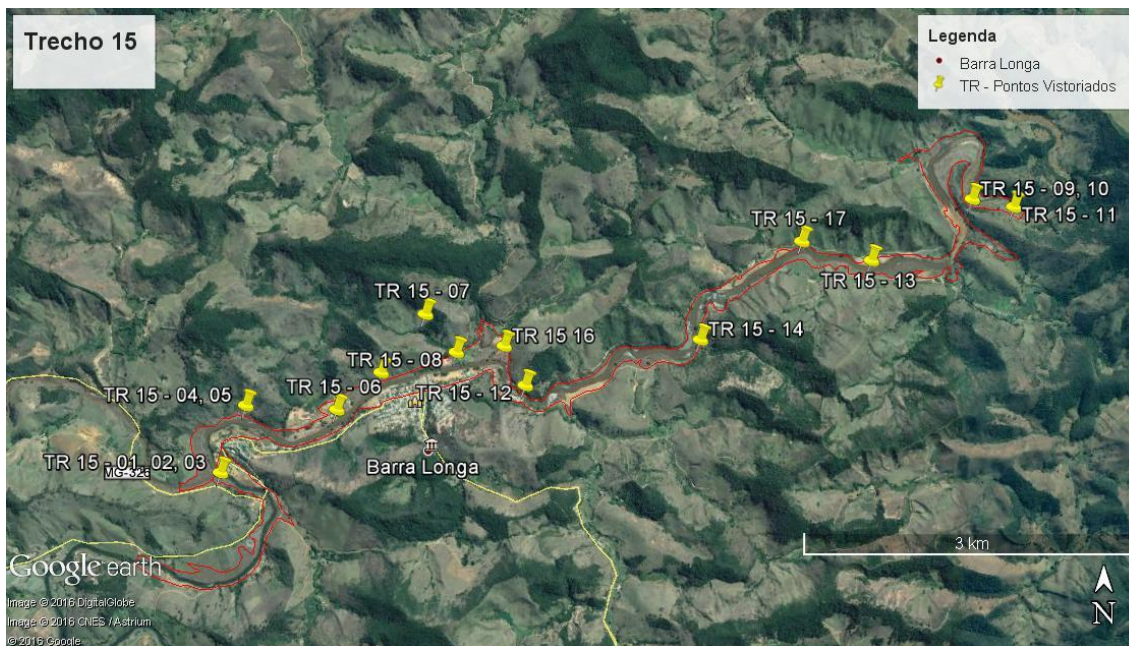 Trecho 15
Legenda
Barra Longa
TR - Pontos Vistoriados
TR 15 - 09, 10
TR 15 - 11
TR 15 - 17
TR 15 - 13
TR 15 - 07
TR 15 16
TR 15 - 14
TR 15 - 08
TR 15 - 04, 05
TR 15 - 06
TR 15 - 12
TR 15 - 01, 02, 03
MG-326
Barra Longa
3 km
Google earth
N
Image © 2016 DigitalGlobe
Image © 2016 CNES / Astrium
© 2016 Google